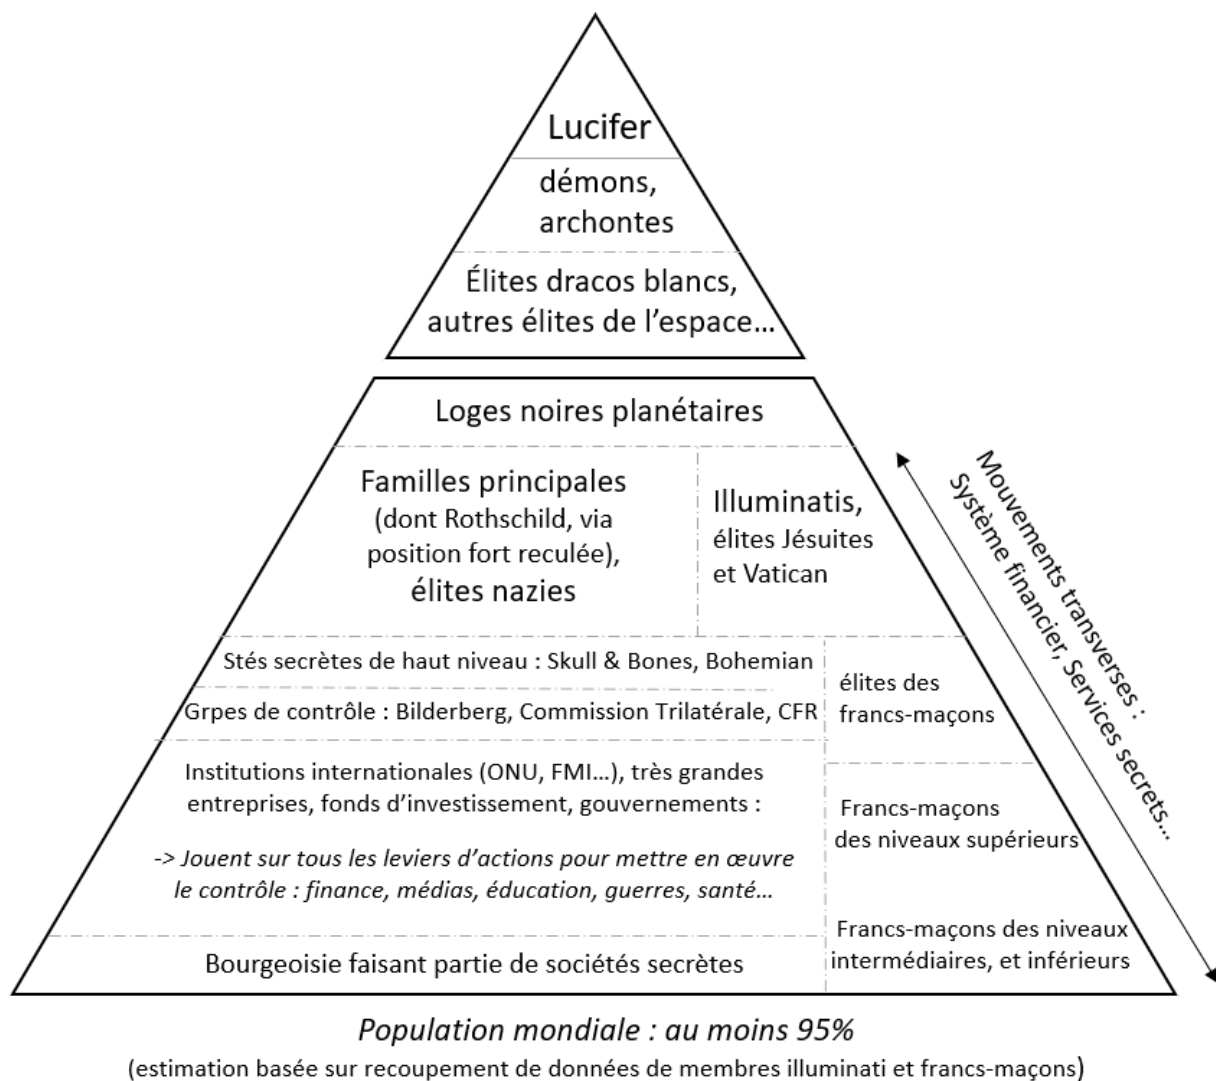 Lucifer
démons,
archontes
Élites dracos blancs,
autres élites de l'espace...
Loges noires planétaires
Familles principales
(dont Rothschild, via
position fort reculée),
élites nazies
Illuminatis,
élites Jésuites
et Vatican
Mouvements transverses :
Système financier, Services secrets...
Stés secrètes de haut niveau : Skull & Bones, Bohemian
Grpes de contrôle : Bilderberg, Commission Trilatérale, CFR
élites des
francs-maçons
Institutions internationales (ONU, FMI...), très grandes
entreprises, fonds d'investissement, gouvernements :
-> Jouent sur tous les leviers d'actions pour mettre en œuvre
le contrôle : finance, médias, éducation, guerres, santé...
Francs-maçons
des niveaux supérieurs
Bourgeoisie faisant partie de sociétés secrètes
Francs-maçons des niveaux
intermédiaires, et inférieurs
Population mondiale : au moins 95%
(estimation basée sur recoupement de données de membres illuminati et francs-maçons)